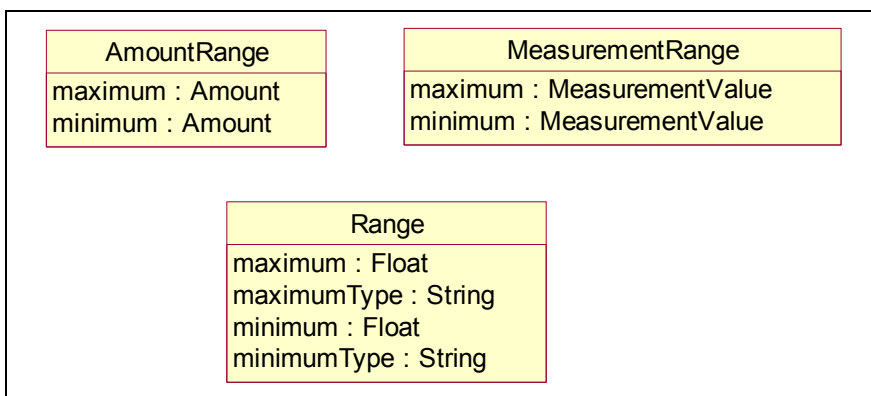 AmountRange
maximum : Amount
minimum : Amount
MeasurementRange
maximum : MeasurementValue
minimum : MeasurementValue
Range
maximum : Float
maximumType : String
minimum : Float
minimumType : String